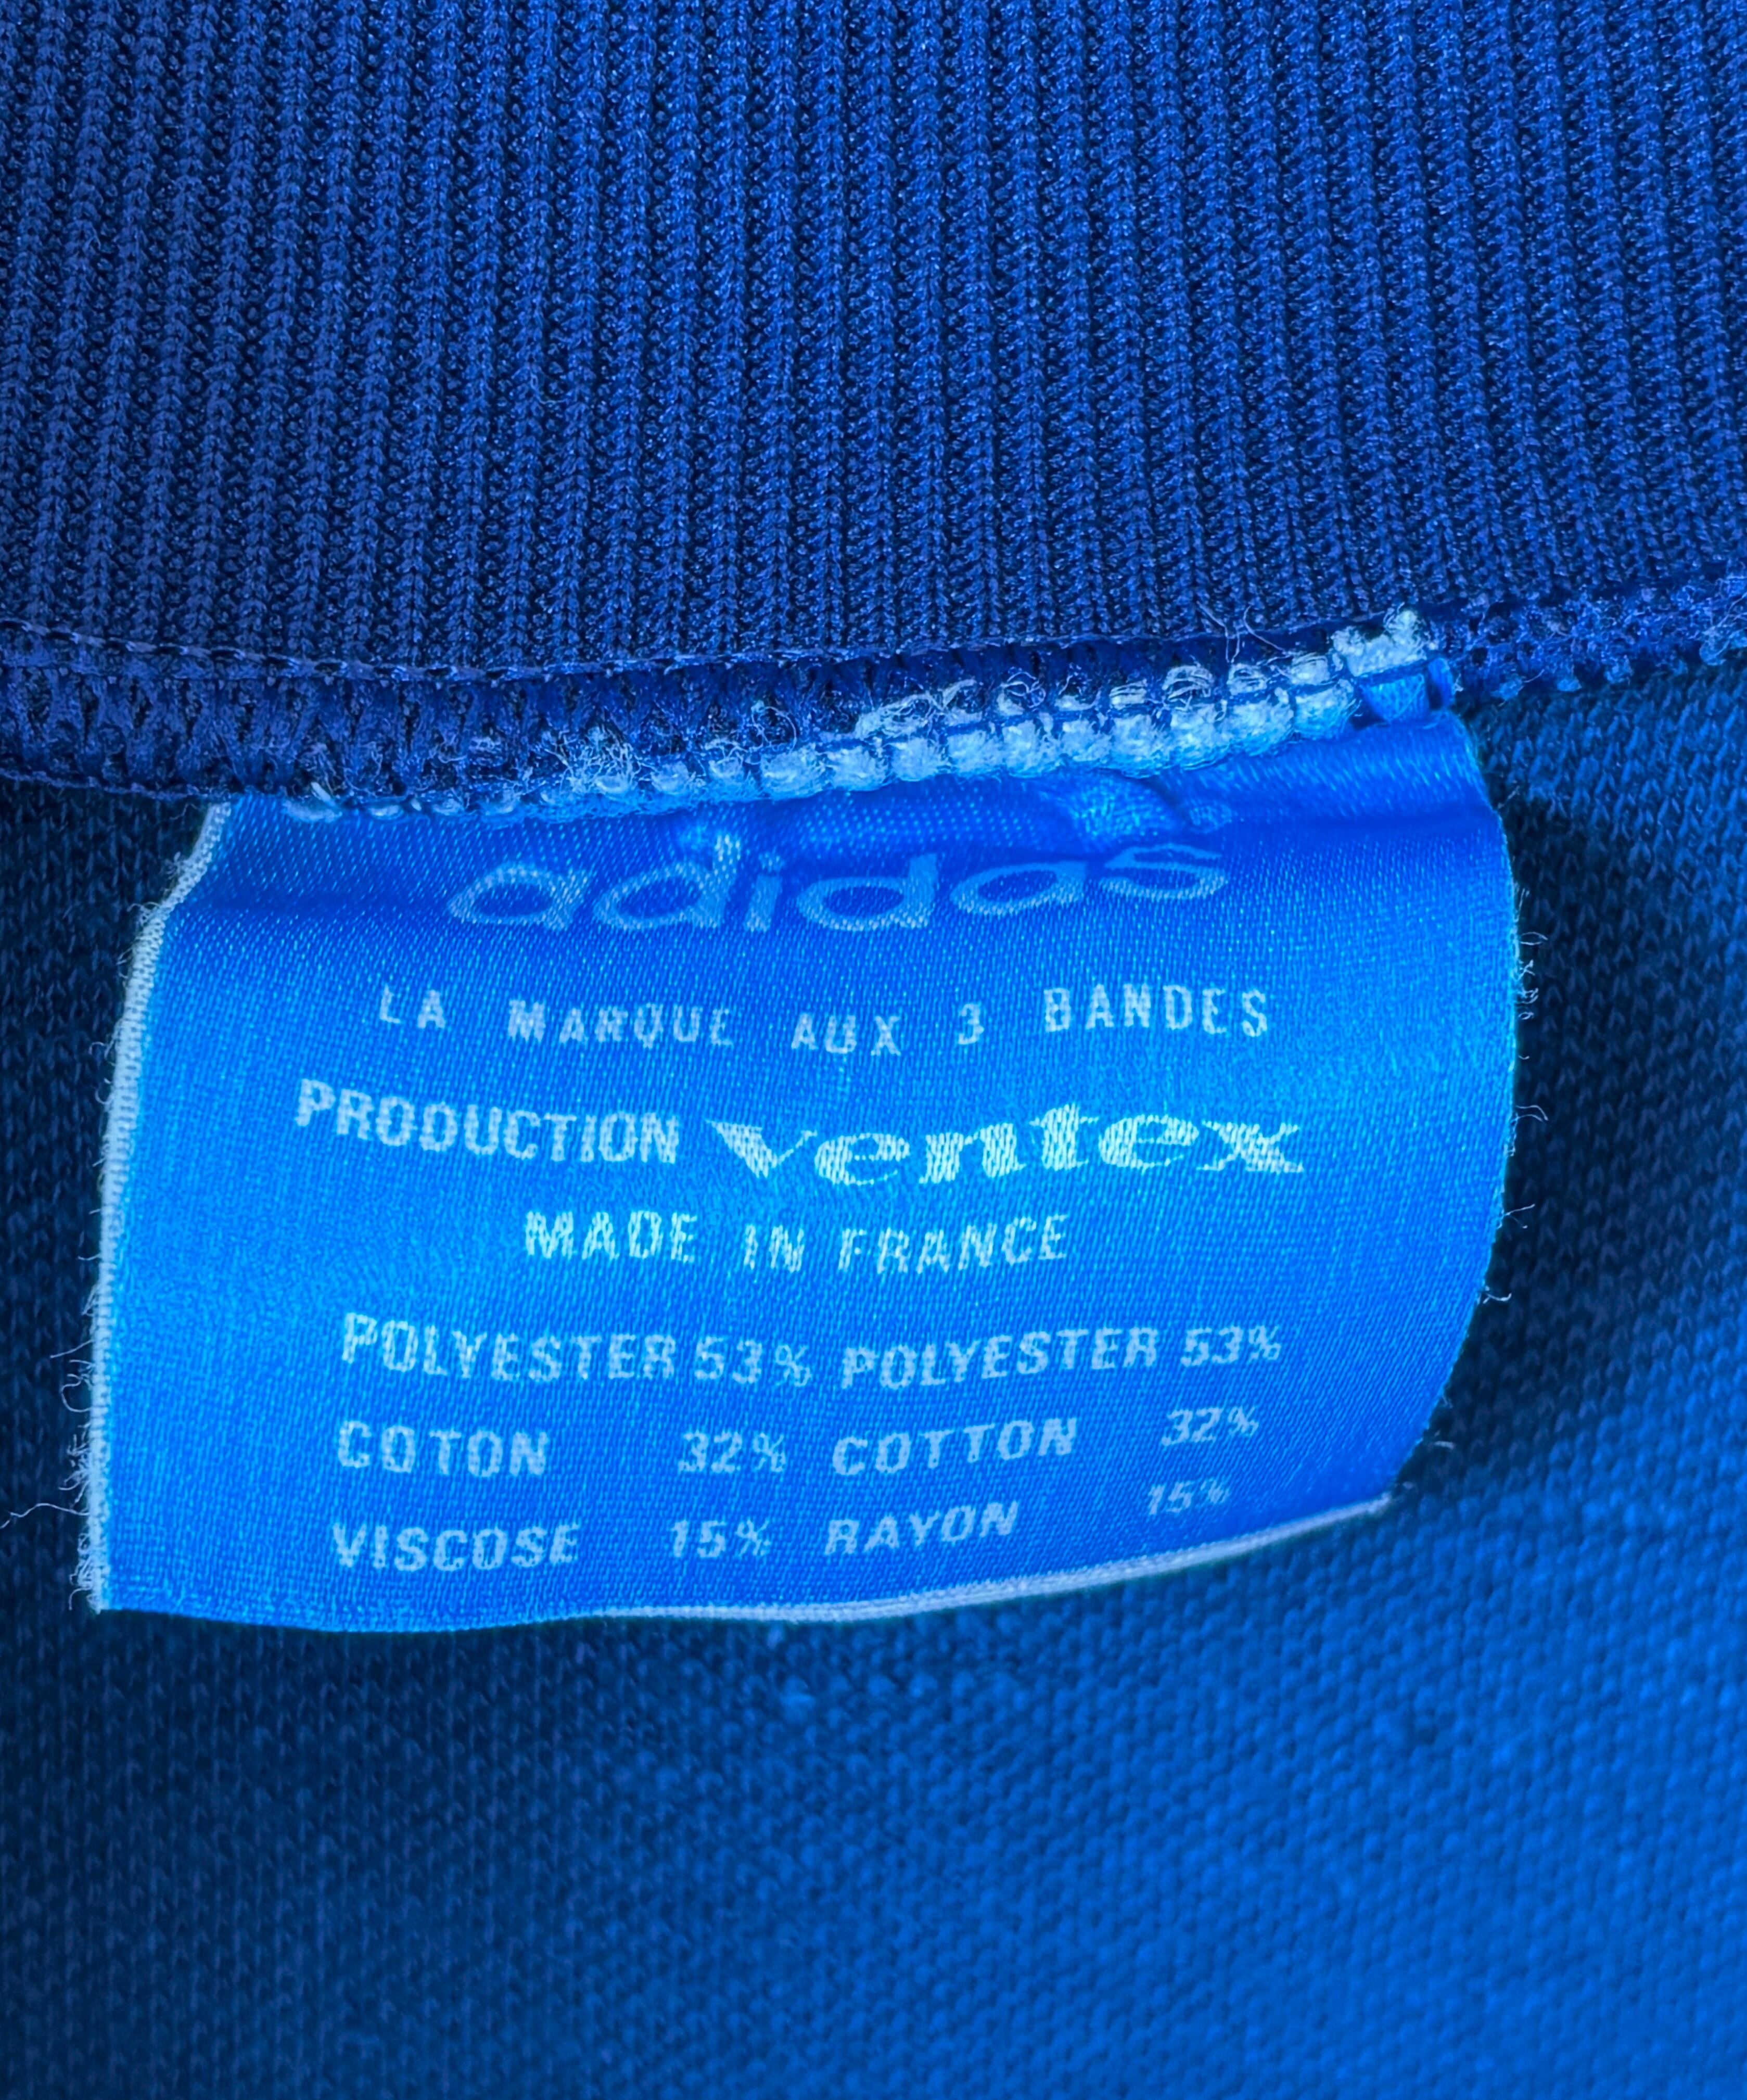 adidas
LA MARQUE AUX 3 BANDES
PRODUCTION ventex
MADE IN FRANCE
POLYESTER 53% POLYESTER 53%
COTON 32% COTTON 32%
VISCOSE 15% RAYON 15%